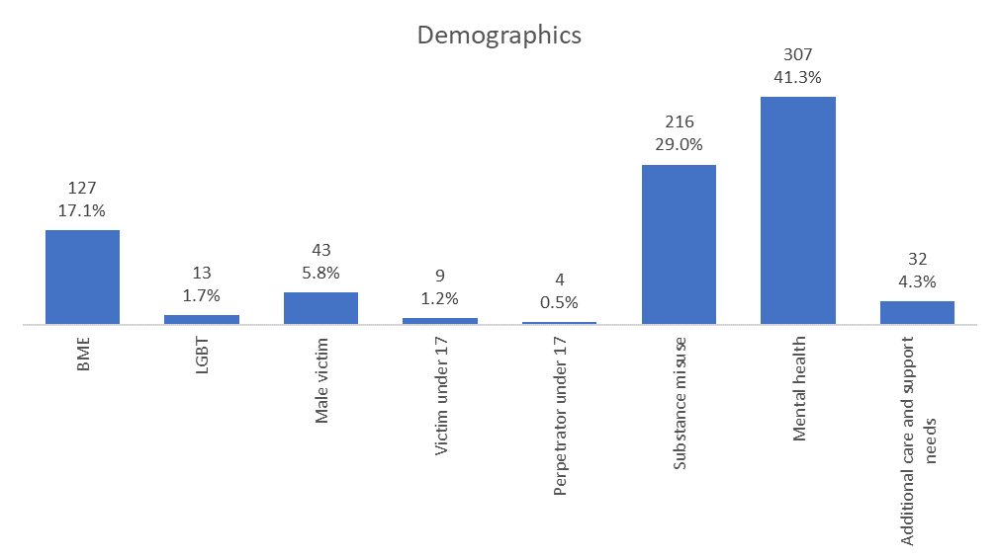 Demographics
127
17.1%
13
1.7%
43
5.8%
9
1.2%
4
0.5%
216
29.0%
307
41.3%
32
4.3%
BME
LGBT
Male victim
Victim under 17
Perpetrator under 17
Substance misuse
Mental health
Additional care and support
needs